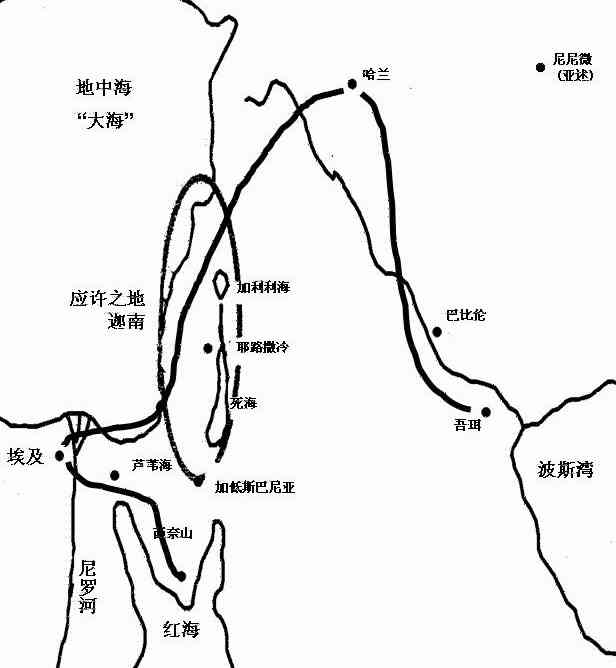 地中海
“大海”
哈兰
尼尼微
(亚述)
应许之地
迦南
加利利海
耶路撒冷
死海
巴比伦
吾珥
波斯湾
埃及
芦苇海
加低斯巴尼亚
西奈山
尼罗河
红海